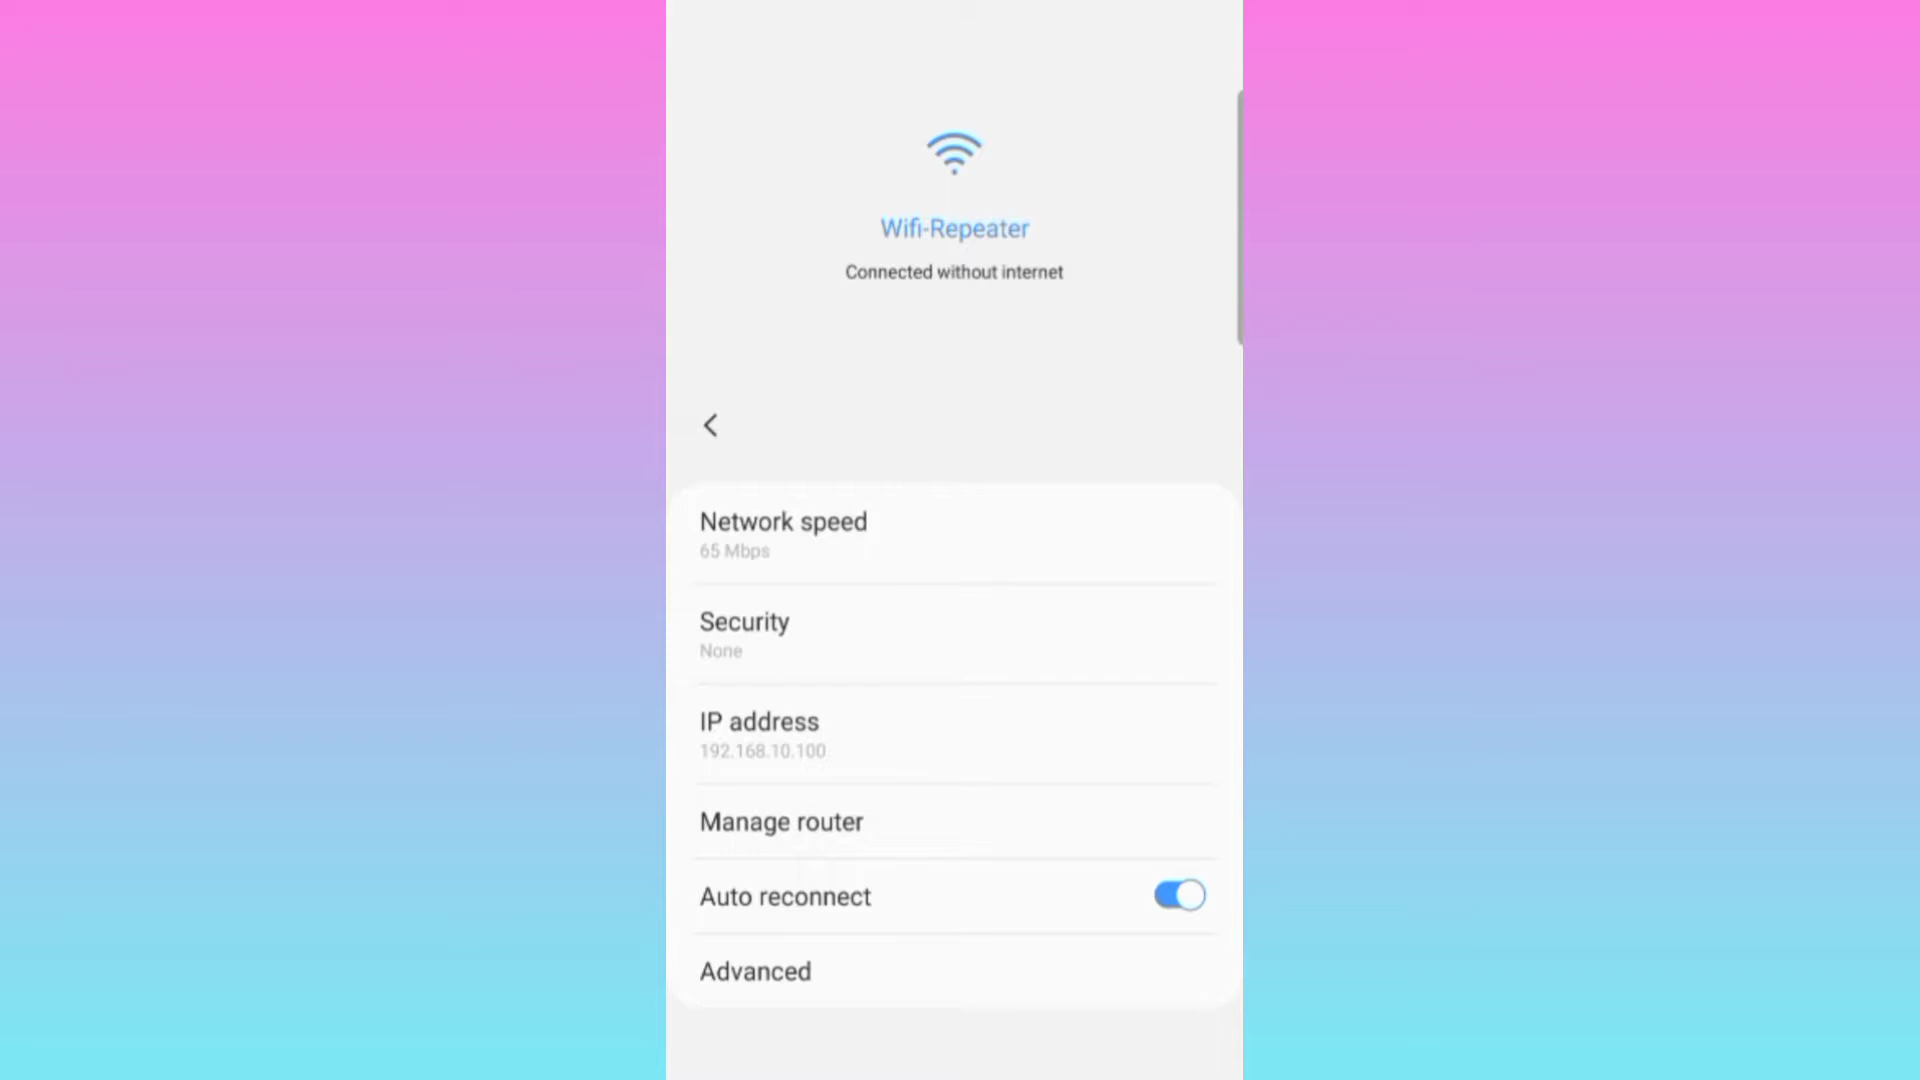 Wifi-Repeater
Connected without internet
Network speed
65 Mbps
Security
None
IP address
192.168.10.100
Manage router
Auto reconnect
Advanced